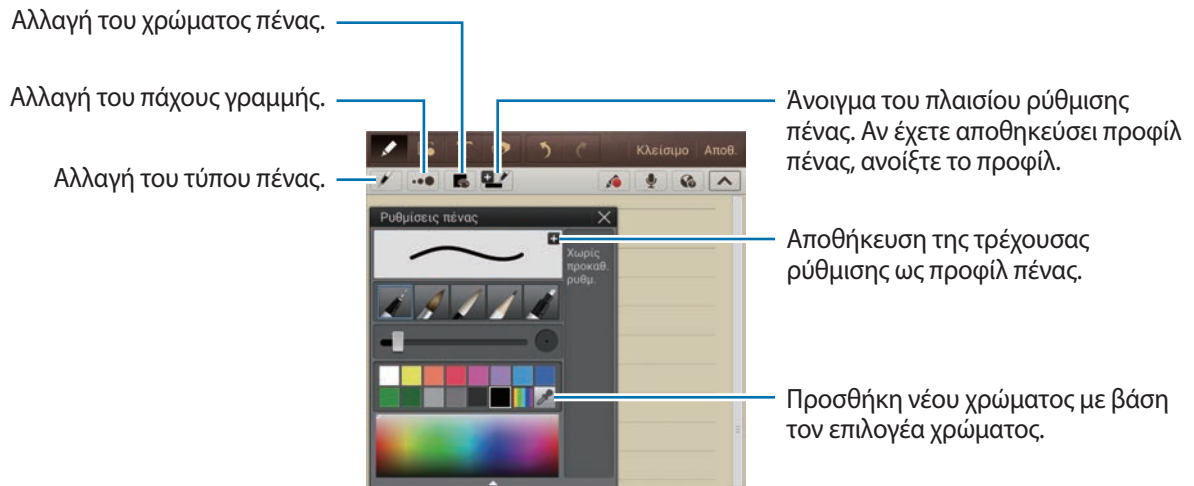 Αλλαγή του χρώματος πένας.
Αλλαγή του πάχους γραμμής.
Αλλαγή του τύπου πένας.
Άνοιγμα του πλαισίου ρύθμισης
πένας. Αν έχετε αποθηκεύσει προφίλ
πένας, ανοίξτε το προφίλ.
Αποθήκευση της τρέχουσας
ρύθμισης ως προφίλ πένας.
Προσθήκη νέου χρώματος με βάση
τον επιλογέα χρώματος.
Κλείσιμο Αποθ.
Ρυθμίσεις πένας
Χωρίς
προκαθ.
ρυθμ.